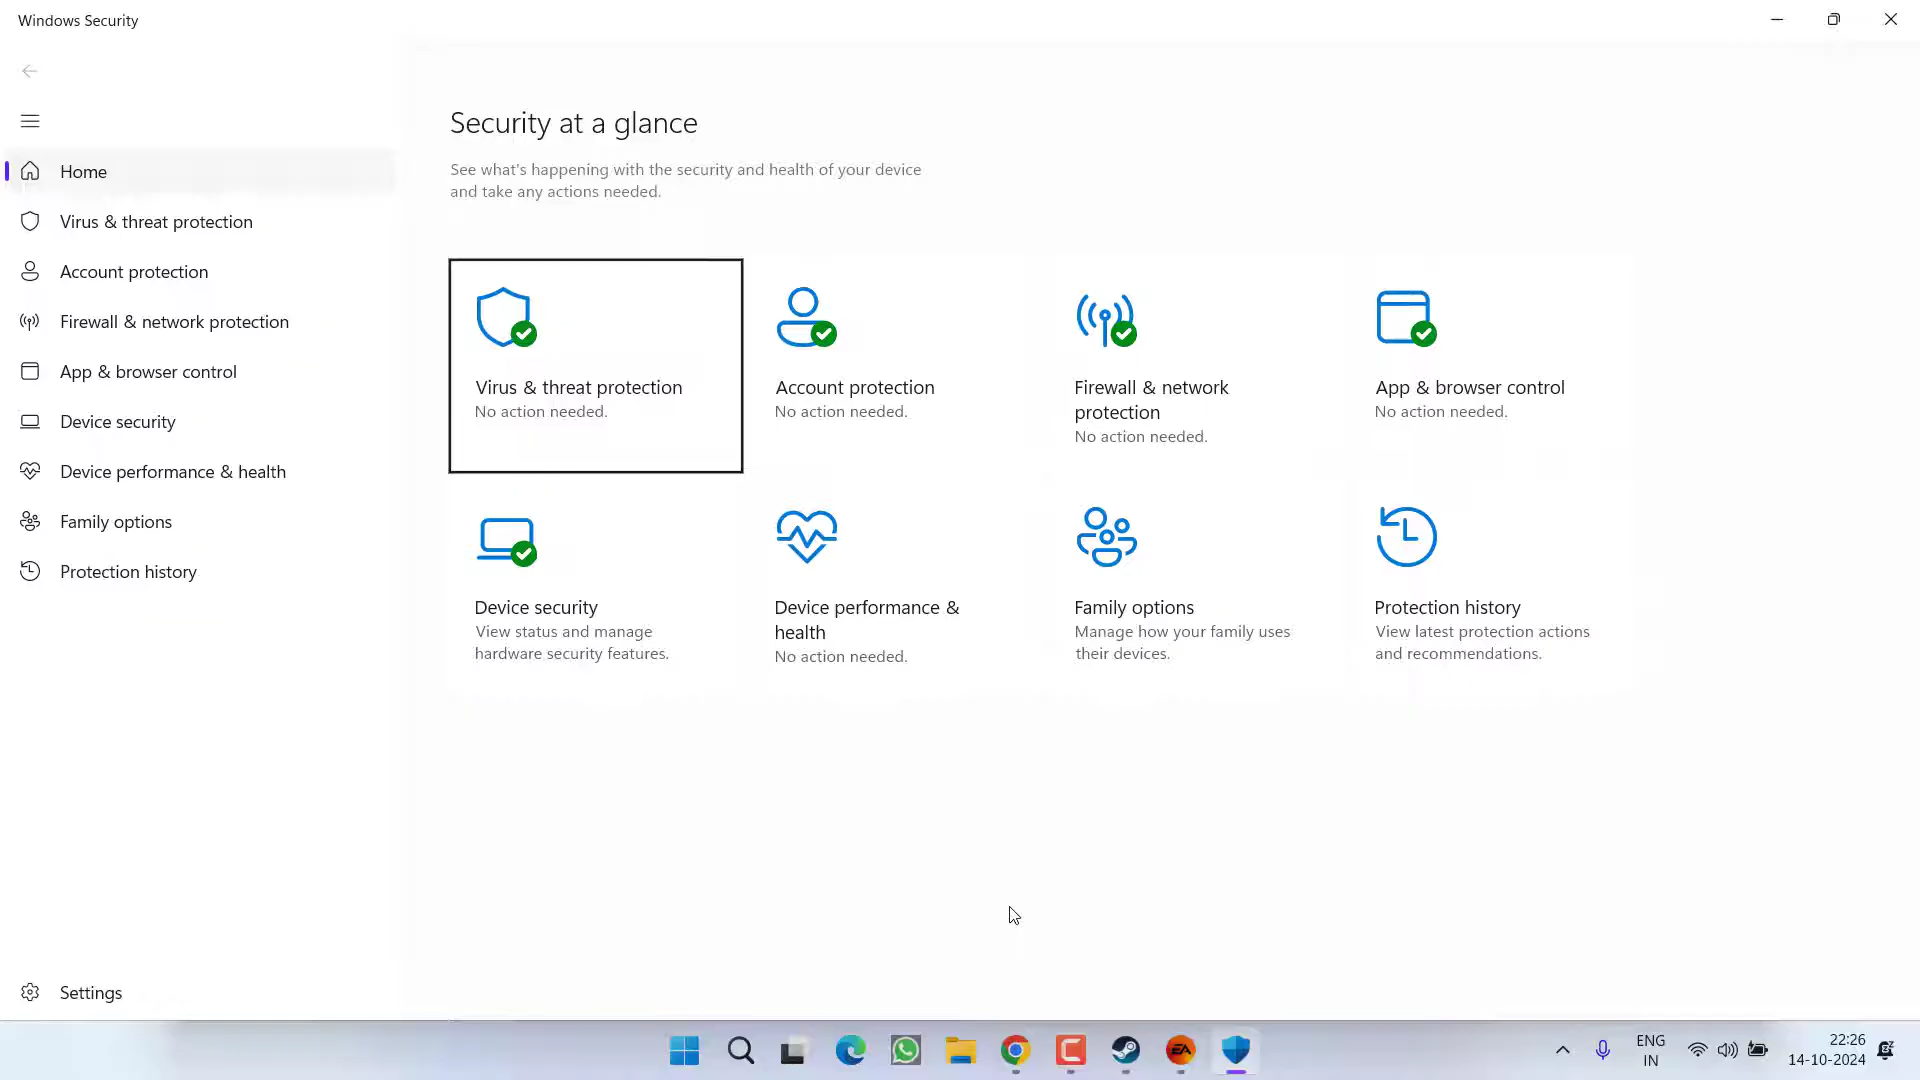 Windows Security
Home
Virus & threat protection
Account protection
Firewall & network protection
App & browser control
Device security
Device performance & health
Family options
Protection history
Settings
Security at a glance
See what's happening with the security and health of your device
and take any actions needed.
Virus & threat protection
No action needed.
Account protection
No action needed.
Firewall & network
protection
No action needed.
App & browser control
No action needed.
Device security
View status and manage
hardware security features.
Device performance &
health
No action needed.
Family options
Manage how your family uses
their devices.
Protection history
View latest protection actions
and recommendations.
EA
ENG
IN
22:26
14-10-2024